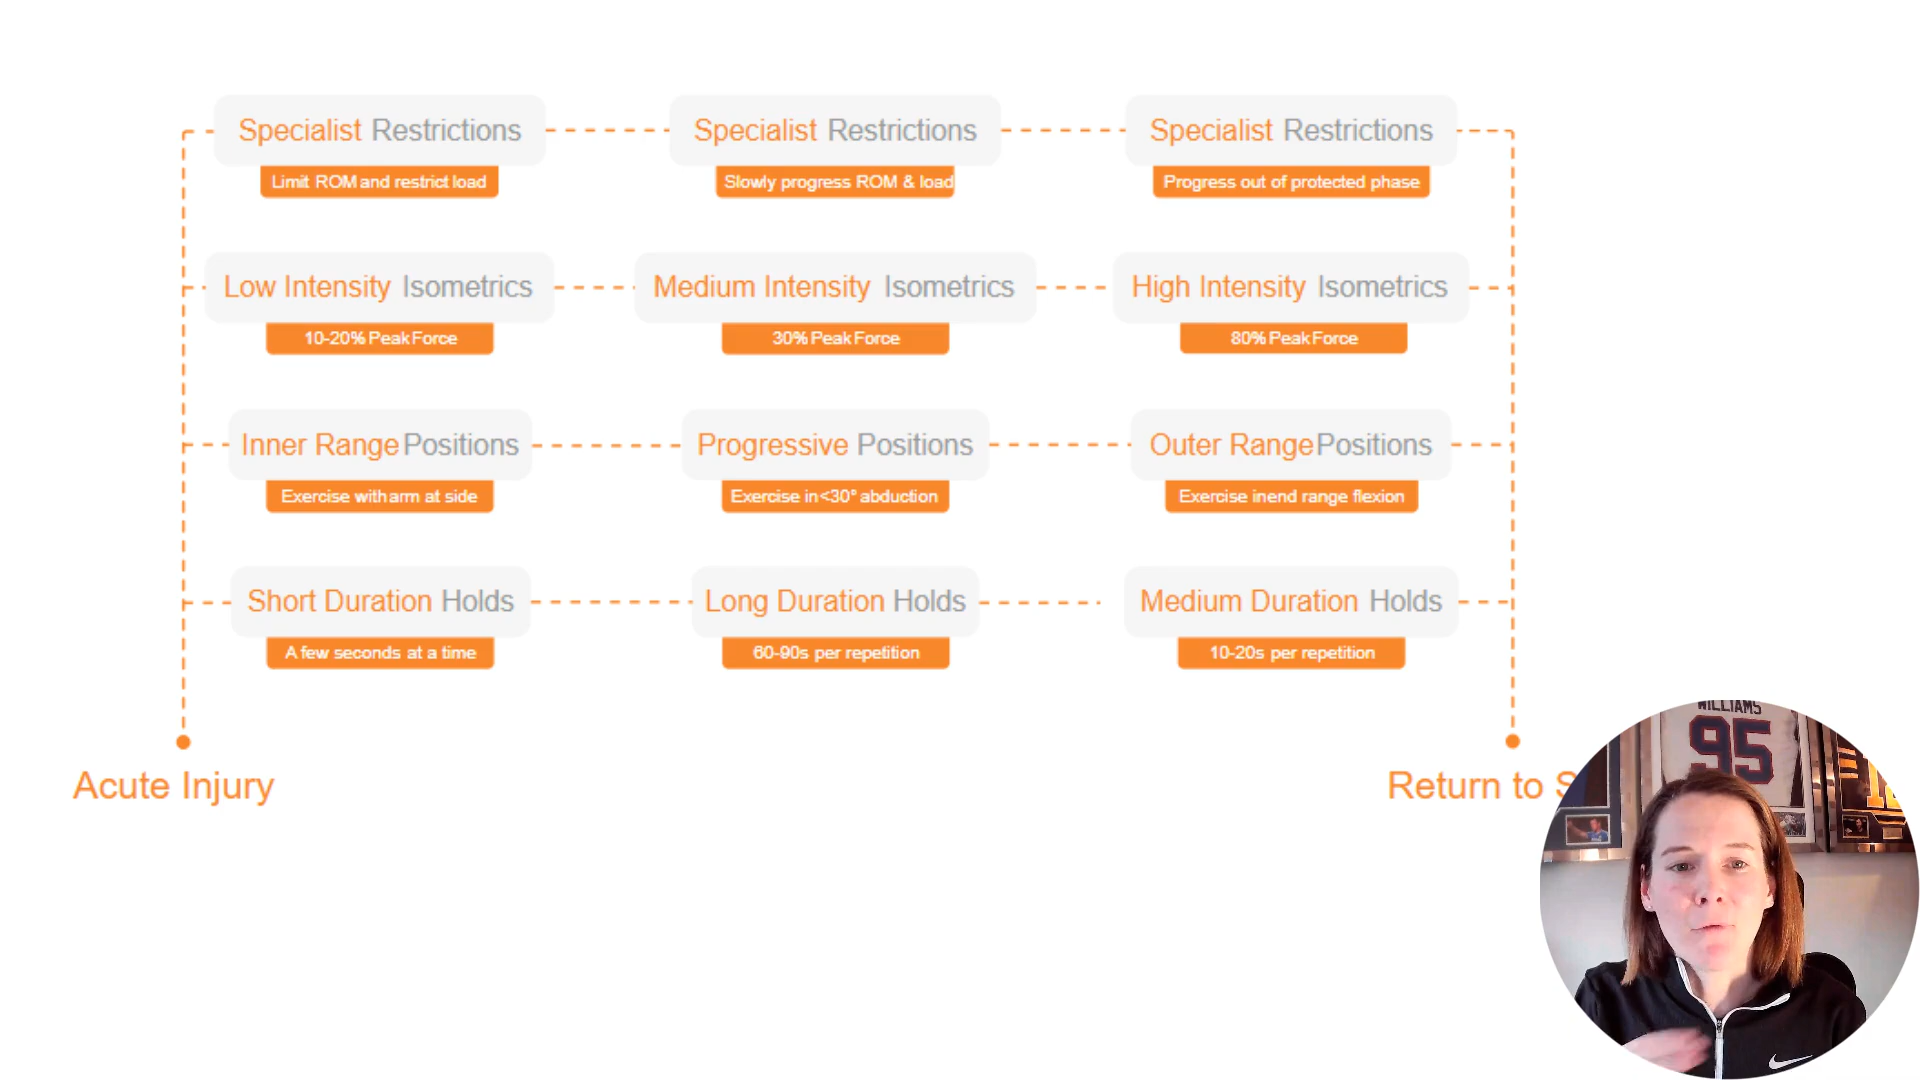 Specialist Restrictions
Limit ROM and restrict load
Specialist Restrictions
Slowly progress ROM & load
Specialist Restrictions
Progress out of protected phase
Low Intensity Isometrics
10-20% Peak Force
Medium Intensity Isometrics
30% Peak Force
High Intensity Isometrics
80% Peak Force
Inner Range Positions
Exercise with arm at side
Progressive Positions
Exercise in <30° abduction
Outer Range Positions
Exercise in end range flexion
Short Duration Holds
A few seconds at a time
Long Duration Holds
60-90s per repetition
Medium Duration Holds
10-20s per repetition
Acute Injury
Return to S
WILLIAMS
95